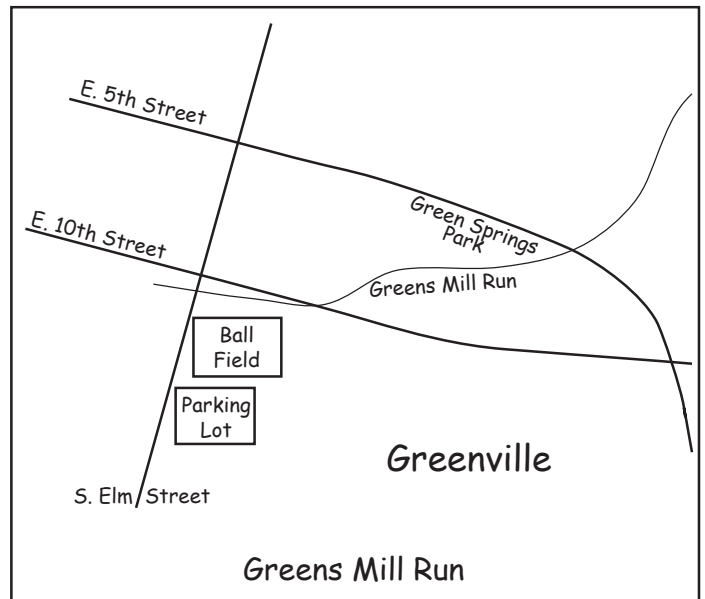 E. 5th Street
E. 10th Street
Green Springs
Park
Greens Mill Run
Ball
Field
Parking
Lot
Greenville
S. Elm Street
Greens Mill Run